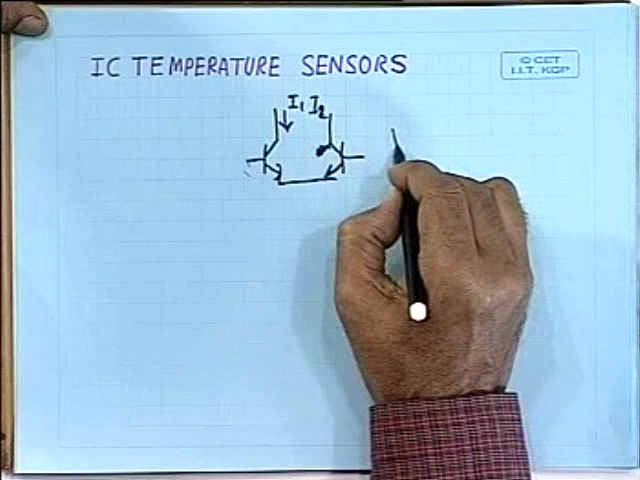 IC TEMPERATURE SENSORS
© CET
I.I.T. KGP
I₁ I₂